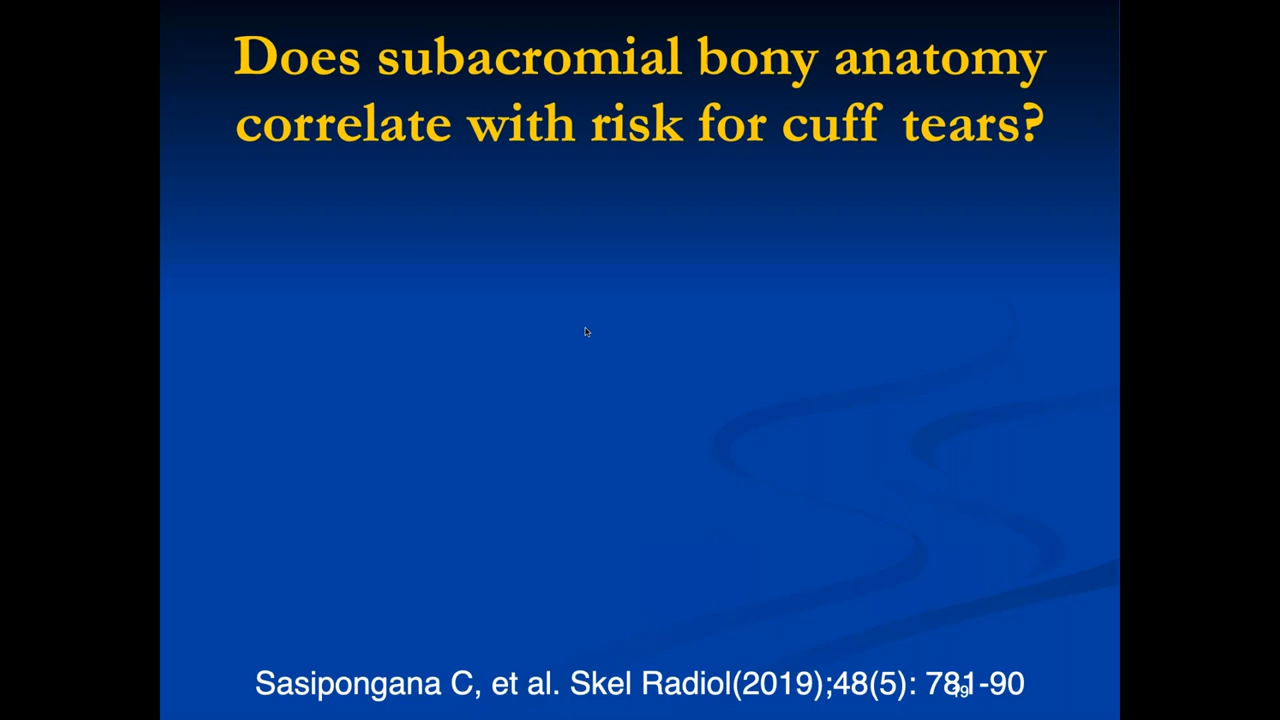 Does subacromial bony anatomy
correlate with risk for cuff tears?
Sasipongana C, et al. Skel Radiol(2019);48(5): 781-90